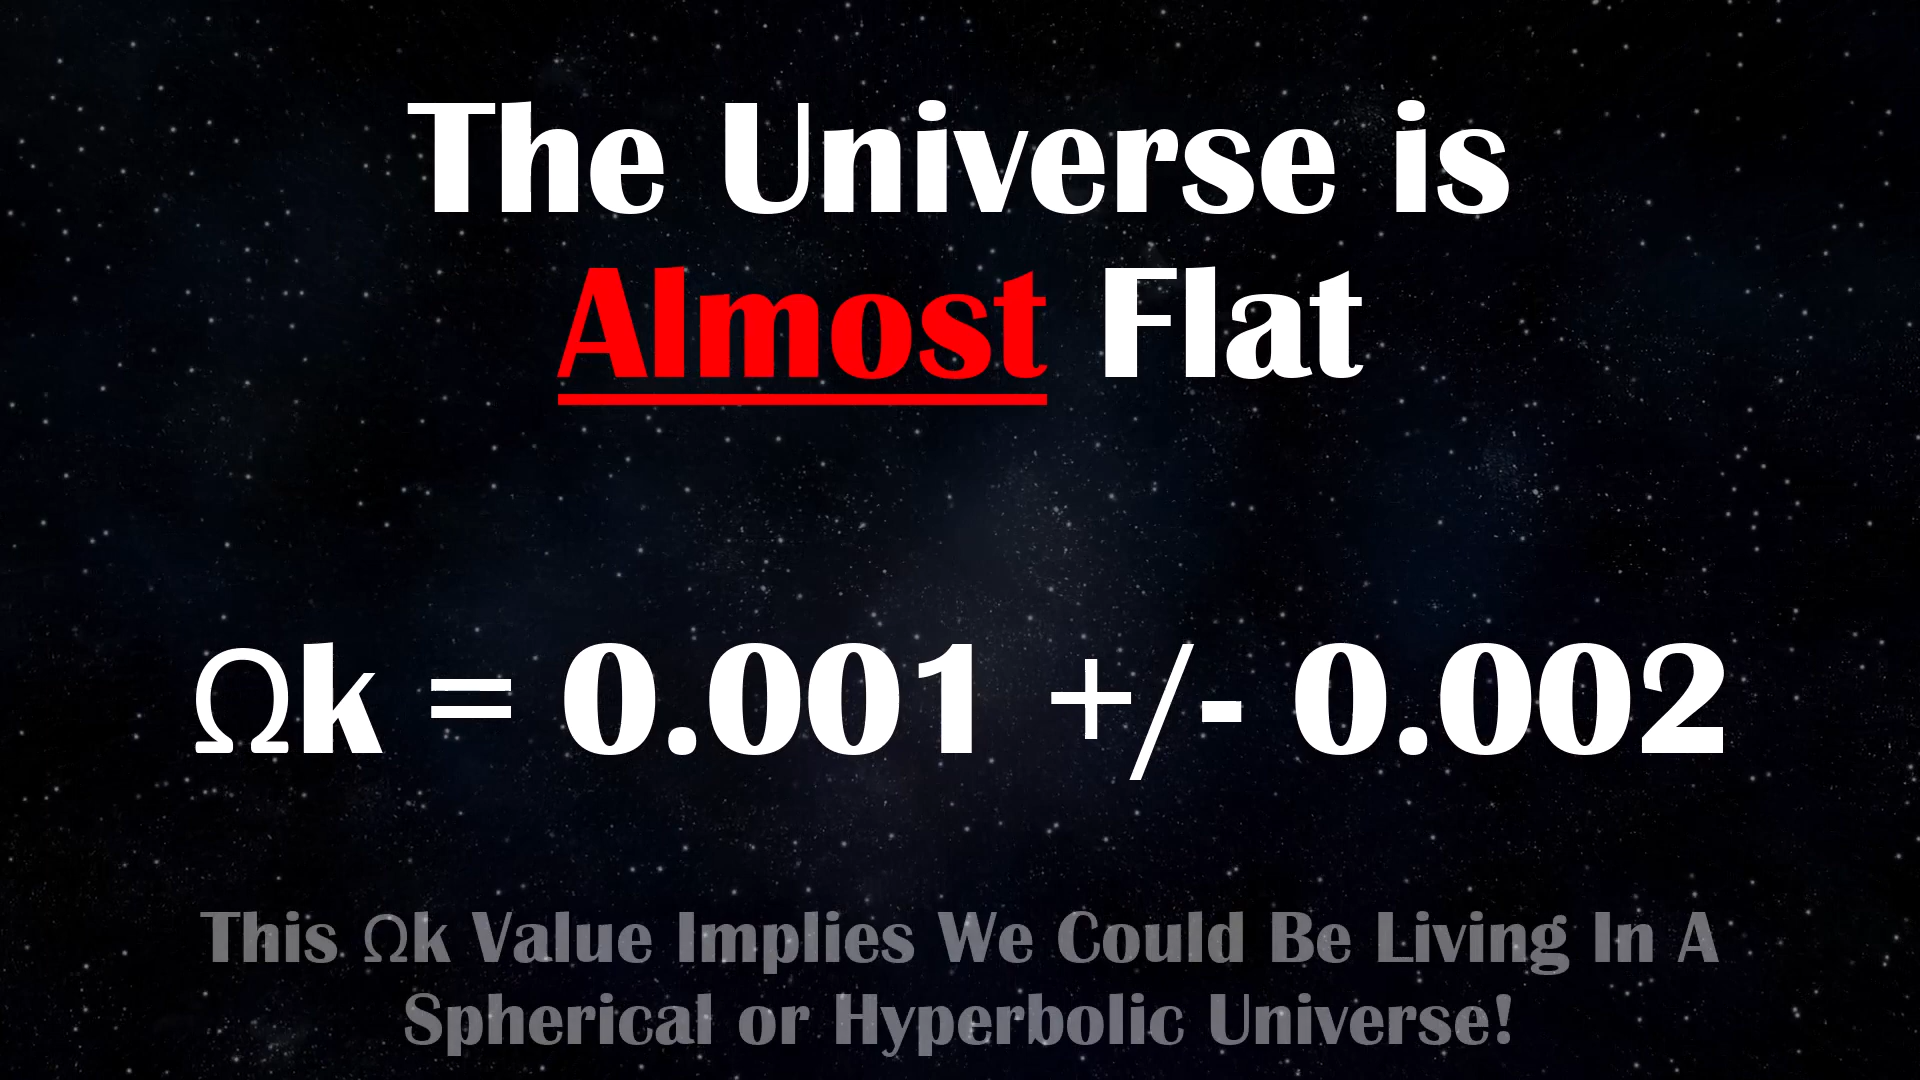 The Universe is
Almost Flat
Ωk = 0.001 +/- 0.002
This Ωk Value Implies We Could Be Living In A
Spherical or Hyperbolic Universe!